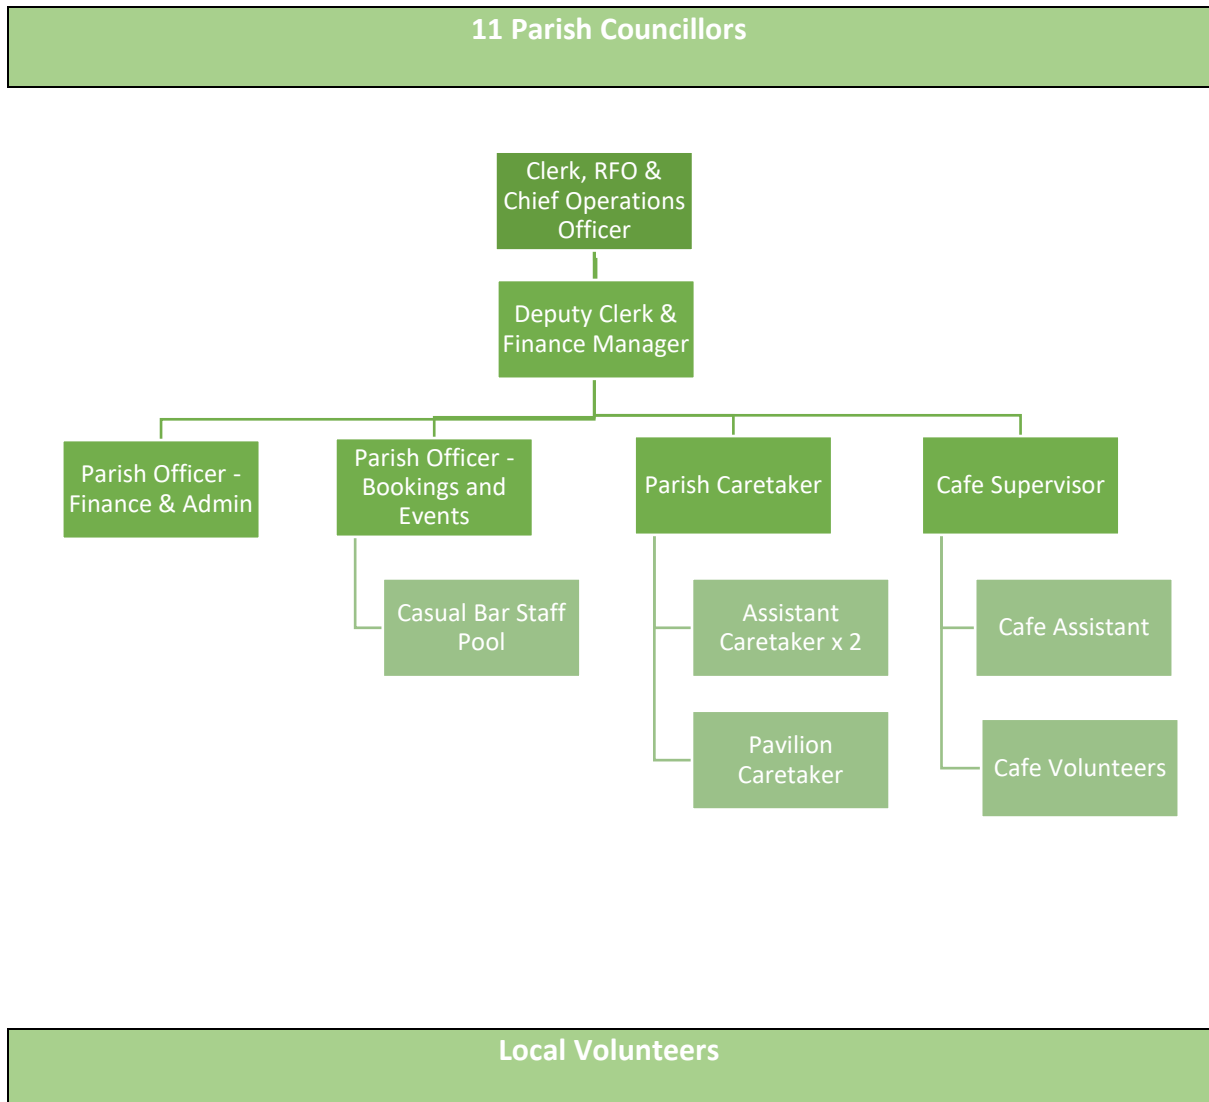 11 Parish Councillors
Clerk, RFO &
Chief Operations
Officer
Deputy Clerk &
Finance Manager
Parish Officer -
Finance & Admin
Parish Officer -
Bookings and
Events
Parish Caretaker
Cafe Supervisor
Casual Bar Staff
Pool
Assistant
Caretaker x 2
Cafe Assistant
Pavilion
Caretaker
Cafe Volunteers
Local Volunteers